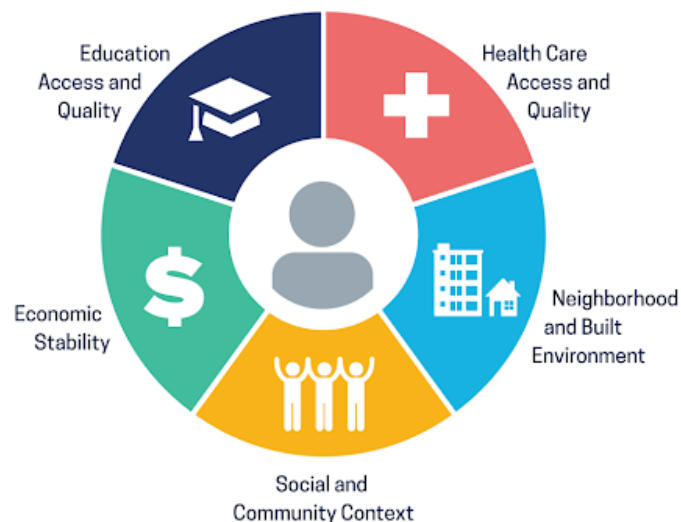 Education
Access and
Quality
Health Care
Access and
Quality
$
Economic
Stability
Neighborhood
and Built
Environment
Social and
Community Context